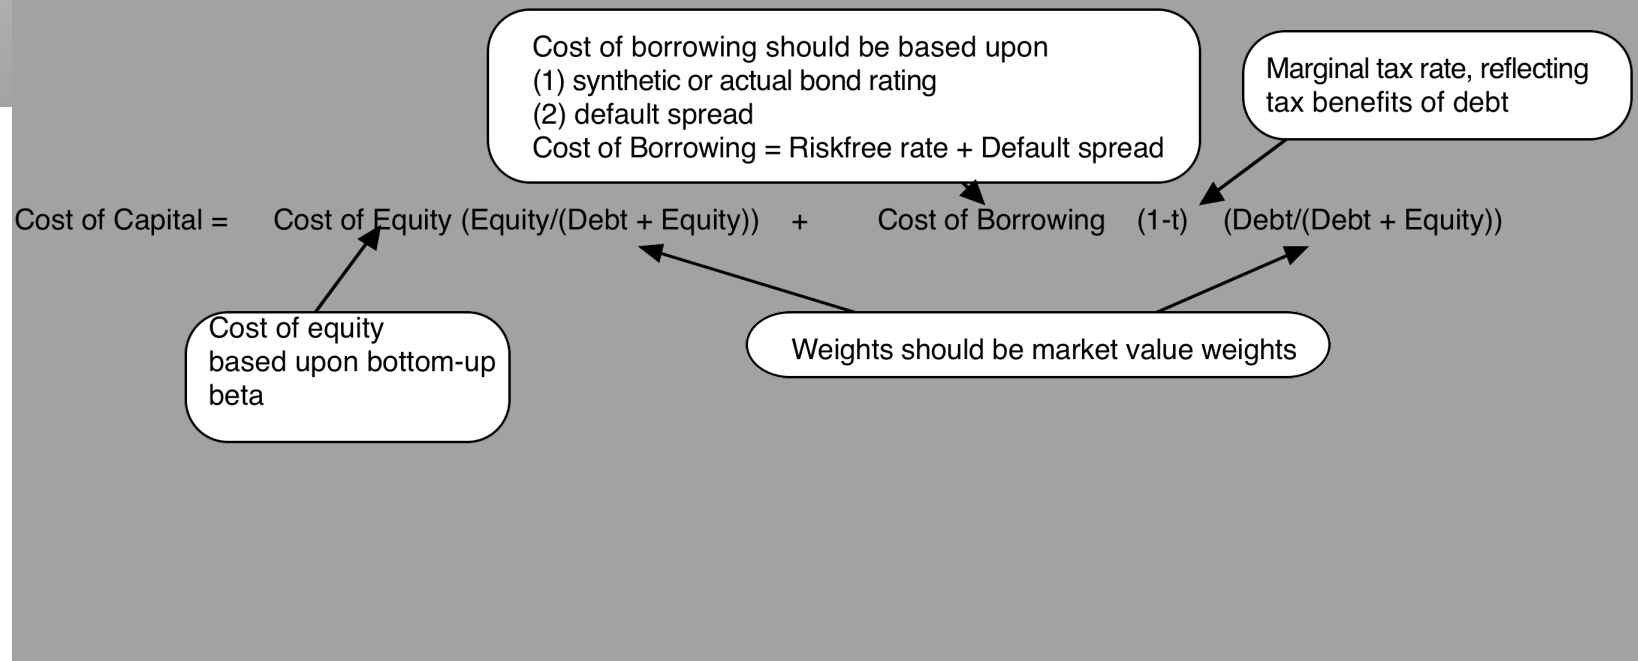 Cost of borrowing should be based upon
(1) synthetic or actual bond rating
(2) default spread
Cost of Borrowing = Riskfree rate + Default spread
Marginal tax rate, reflecting
tax benefits of debt
Cost of Capital = Cost of Equity (Equity/(Debt + Equity)) + Cost of Borrowing (1-t) (Debt/(Debt + Equity))
Cost of equity
based upon bottom-up
beta
Weights should be market value weights